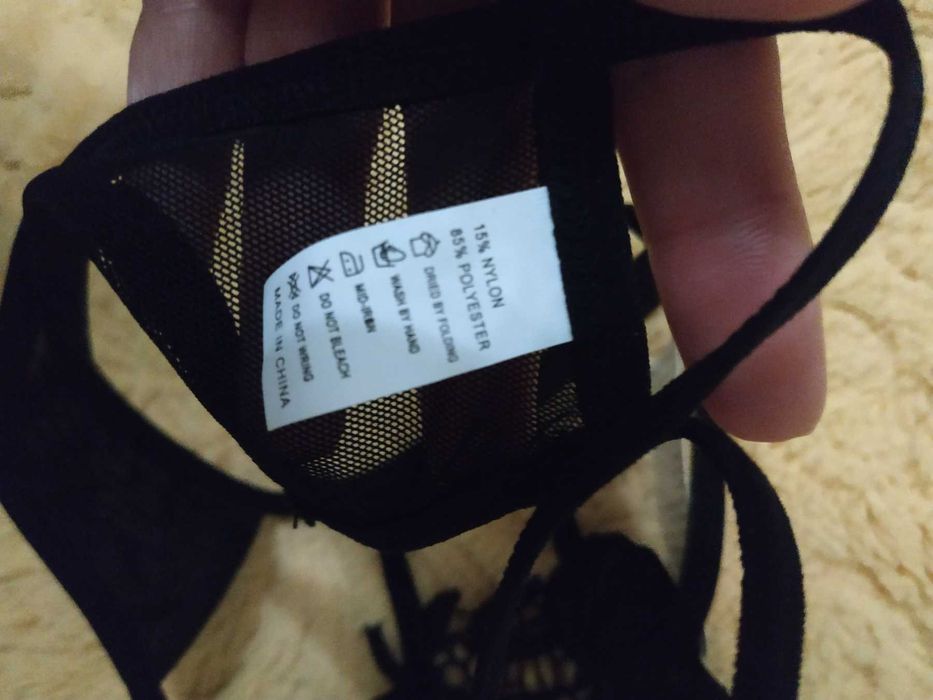 15% NYLON
85% POLYESTER
DRIED BY FOLDING
WASH BY HAND
MID-IRON
DO NOT BLEACH
DO NOT WRING
MADE IN CHINA